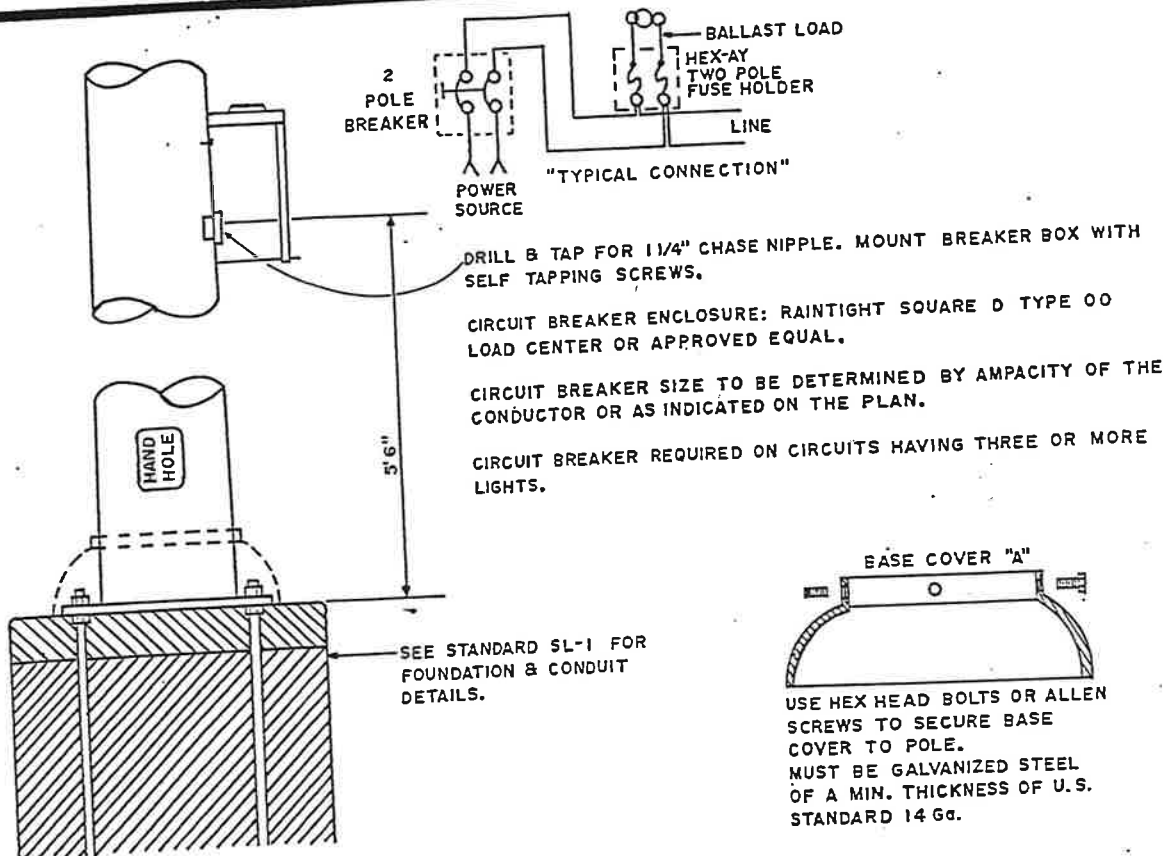 BALLAST LOAD
HEX-AY
TWO POLE
FUSE HOLDER
2
POLE
BREAKER
LINE
"TYPICAL CONNECTION"
POWER
SOURCE
DRILL & TAP FOR 1 1/4" CHASE NIPPLE. MOUNT BREAKER BOX WITH
SELF TAPPING SCREWS.
CIRCUIT BREAKER ENCLOSURE: RAINTIGHT SQUARE D TYPE OO
LOAD CENTER OR APPROVED EQUAL.
CIRCUIT BREAKER SIZE TO BE DETERMINED BY AMPACITY OF THE
CONDUCTOR OR AS INDICATED ON THE PLAN.
CIRCUIT BREAKER REQUIRED ON CIRCUITS HAVING THREE OR MORE
LIGHTS.
HAND
HOLE
5'6"
BASE COVER "A"
SEE STANDARD SL-1 FOR
FOUNDATION & CONDUIT
DETAILS.
USE HEX HEAD BOLTS OR ALLEN
SCREWS TO SECURE BASE
COVER TO POLE.
MUST BE GALVANIZED STEEL
OF A MIN. THICKNESS OF U.S.
STANDARD 14 Ga.